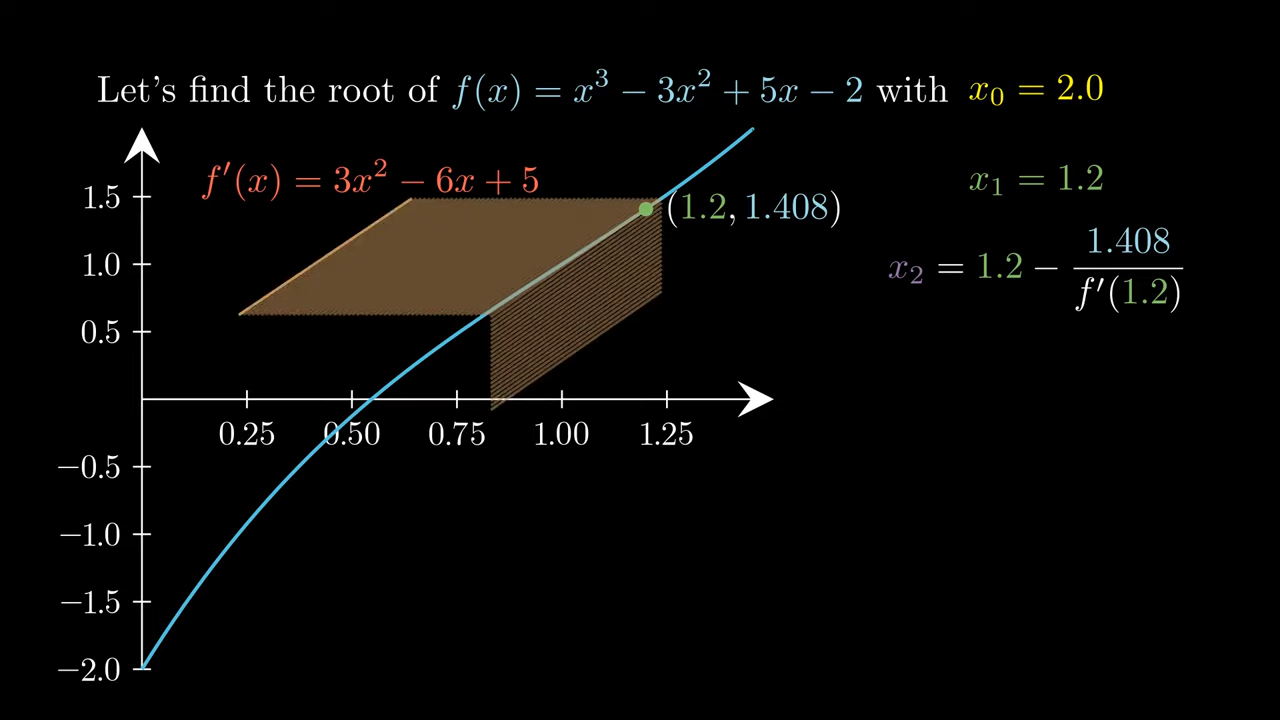 Let's find the root of f(x) = x³ − 3x² + 5x − 2 with x₀ = 2.0
f′(x) = 3x² − 6x + 5
x₁ = 1.2
(1.2, 1.408)
x₂ = 1.2 − 1.408 / f′(1.2)
1.5
1.0
0.5
0.25 0.50 0.75 1.00 1.25
−0.5
−1.0
−1.5
−2.0